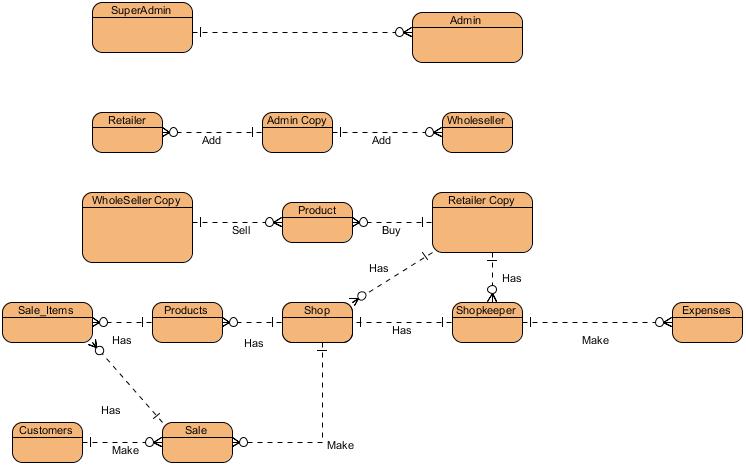 SuperAdmin
Admin
Retailer
Add
Admin Copy
Add
Wholeseller
WholeSeller Copy
Sell
Product
Buy
Retailer Copy
Has
Has
Sale_Items
Has
Products
Has
Shop
Has
Shopkeeper
Make
Expenses
Has
Customers
Make
Sale
Make